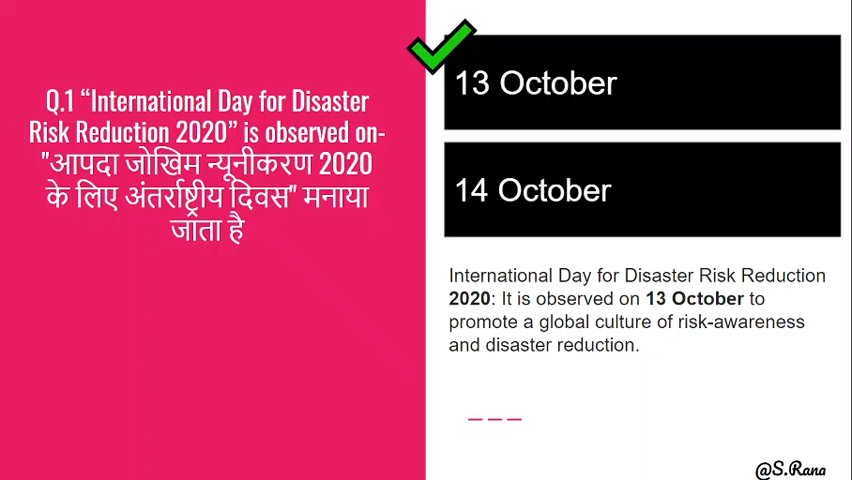 Q.1 “International Day for Disaster
Risk Reduction 2020” is observed on-
"आपदा जोखिम न्यूनीकरण 2020
के लिए अंतर्राष्ट्रीय दिवस" मनाया
जाता है
13 October
14 October
International Day for Disaster Risk Reduction
2020: It is observed on 13 October to
promote a global culture of risk-awareness
and disaster reduction.
@S.Rana